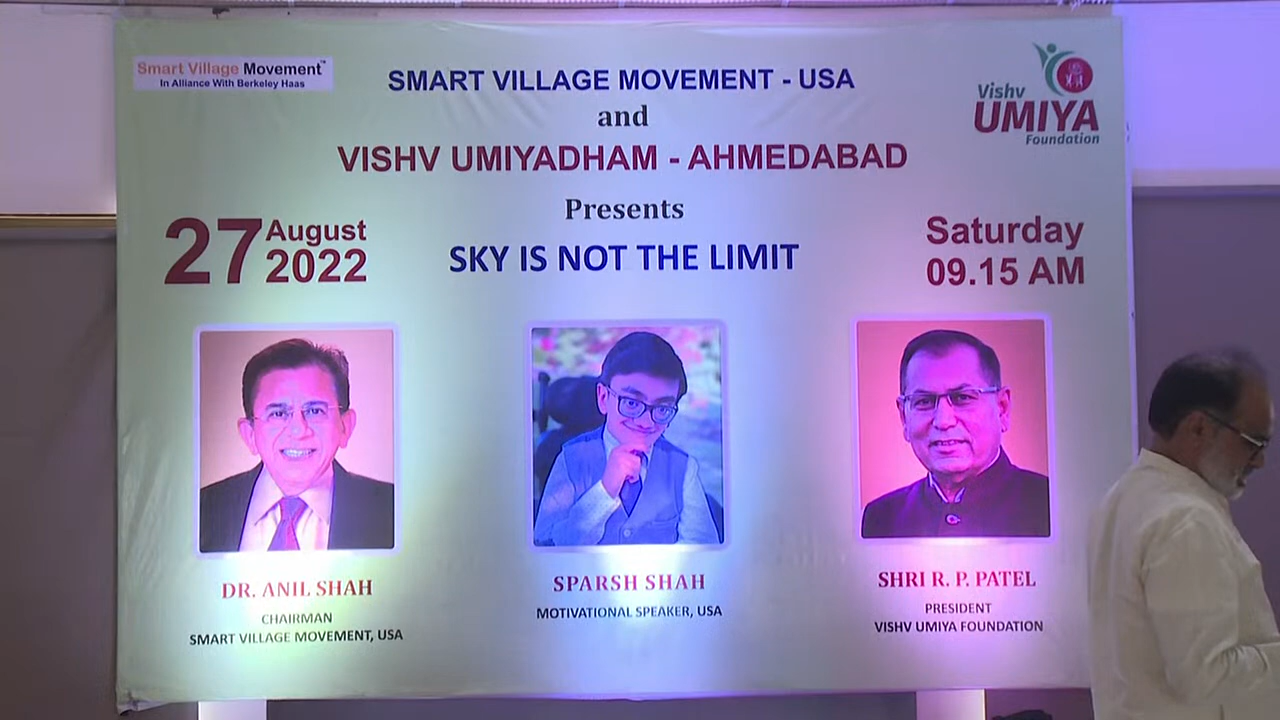 Smart Village Movement™
In Alliance With Berkeley Haas
SMART VILLAGE MOVEMENT - USA
and
VISHV UMIYADHAM - AHMEDABAD
Vishv
UMIYA
Foundation
Presents
27 August
2022
SKY IS NOT THE LIMIT
Saturday
09.15 AM
DR. ANIL SHAH
CHAIRMAN
SMART VILLAGE MOVEMENT, USA
SPARSH SHAH
MOTIVATIONAL SPEAKER, USA
SHRI R. P. PATEL
PRESIDENT
VISHV UMIYA FOUNDATION